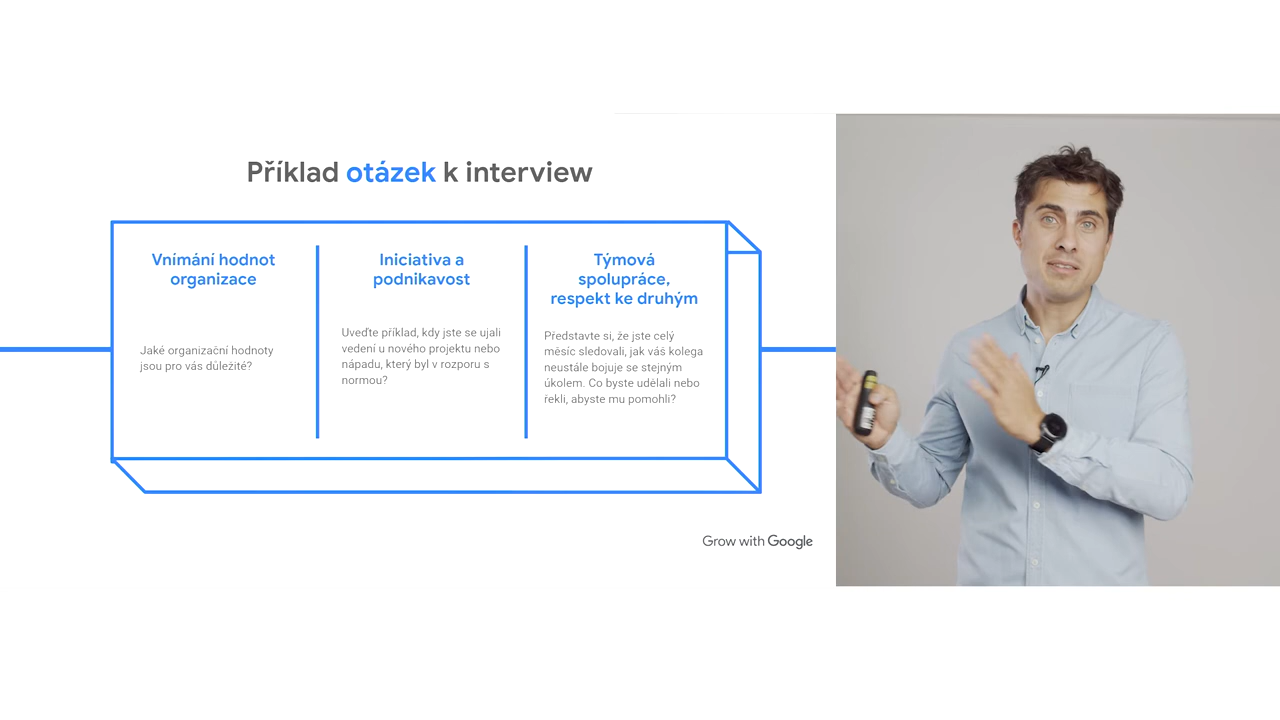 Příklad otázek k interview
Vnímání hodnot
organizace
Jaké organizační hodnoty
jsou pro vás důležité?
Iniciativa a
podnikavost
Uveďte příklad, kdy jste se ujali
vedení u nového projektu nebo
nápadu, který byl v rozporu s
normou?
Týmová
spolupráce,
respekt ke druhým
Představte si, že jste celý
měsíc sledovali, jak váš kolega
neustále bojuje se stejným
úkolem. Co byste udělali nebo
řekli, abyste mu pomohli?
Grow with Google